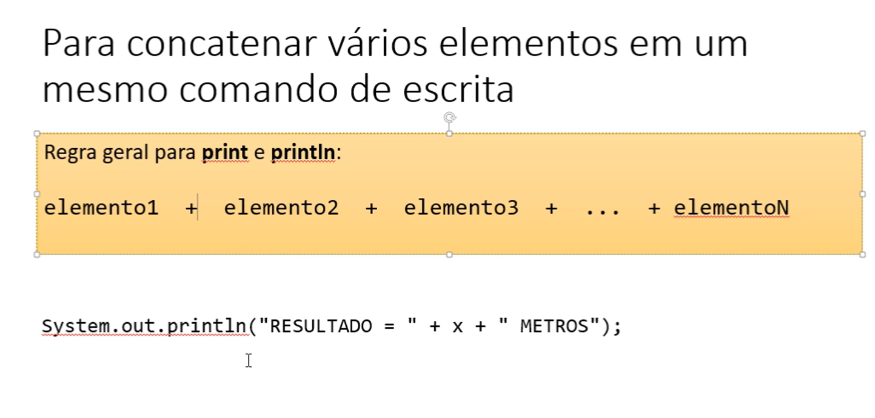 Para concatenar vários elementos em um
mesmo comando de escrita
Regra geral para print e println:
elemento1 + elemento2 + elemento3 + ... + elementoN
System.out.println("RESULTADO = " + x + " METROS");